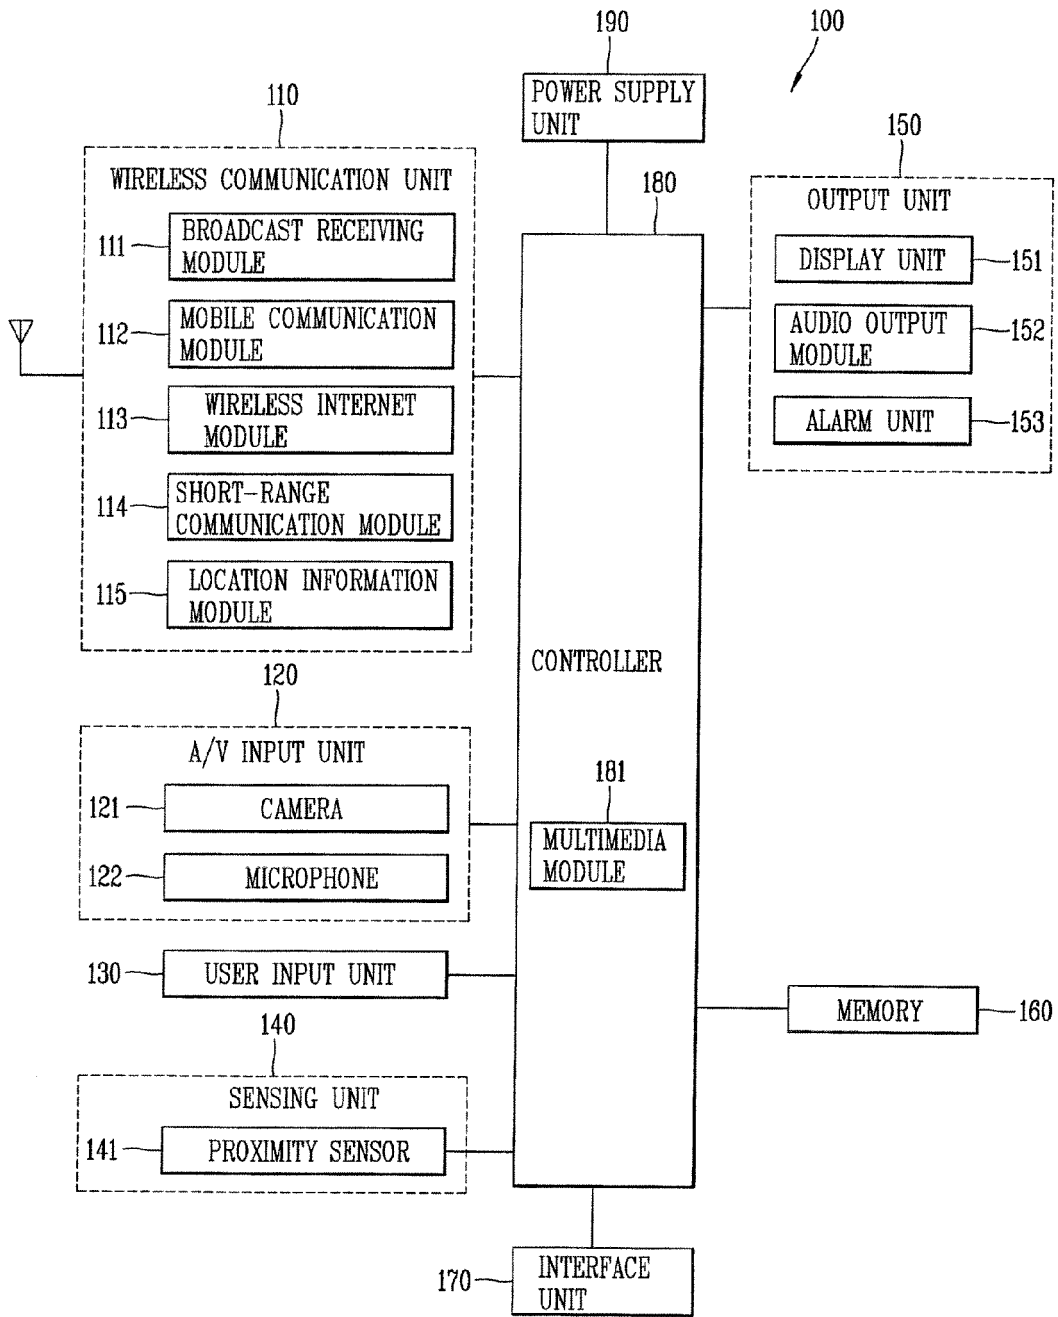 190
100
POWER SUPPLY
UNIT
110
WIRELESS COMMUNICATION UNIT
111
BROADCAST RECEIVING
MODULE
112
MOBILE COMMUNICATION
MODULE
113
WIRELESS INTERNET
MODULE
114
SHORT-RANGE
COMMUNICATION MODULE
115
LOCATION INFORMATION
MODULE
120
A/V INPUT UNIT
121
CAMERA
122
MICROPHONE
130
USER INPUT UNIT
140
SENSING UNIT
141
PROXIMITY SENSOR
180
CONTROLLER
181
MULTIMEDIA
MODULE
150
OUTPUT UNIT
DISPLAY UNIT
151
AUDIO OUTPUT
MODULE
152
ALARM UNIT
153
MEMORY
160
170
INTERFACE
UNIT